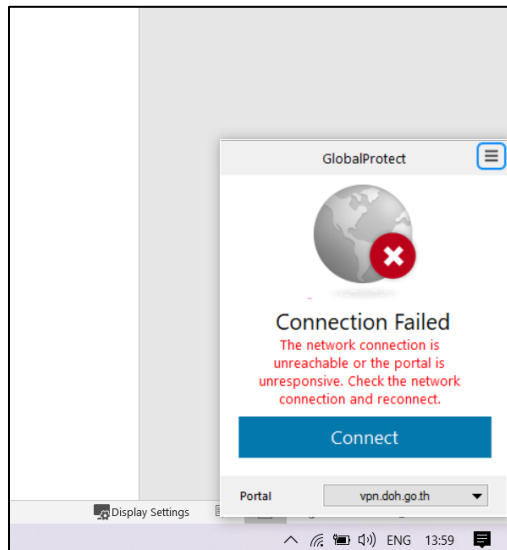 GlobalProtect
Connection Failed
The network connection is
unreachable or the portal is
unresponsive. Check the network
connection and reconnect.
Connect
Portal
vpn.doh.go.th
Display Settings
ENG 13:59